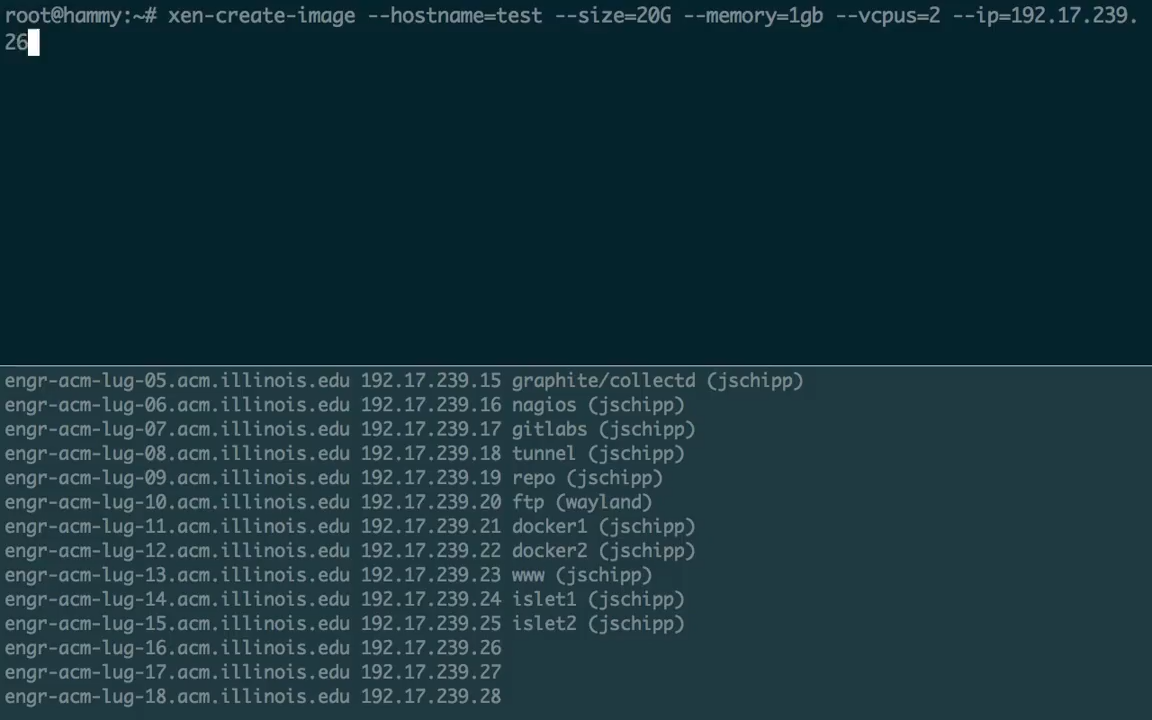 root@hammy:~# xen-create-image --hostname=test --size=20G --memory=1gb --vcpus=2 --ip=192.17.239.
26
engr-acm-lug-05.acm.illinois.edu 192.17.239.15 graphite/collectd (jschipp)
engr-acm-lug-06.acm.illinois.edu 192.17.239.16 nagios (jschipp)
engr-acm-lug-07.acm.illinois.edu 192.17.239.17 gitlabs (jschipp)
engr-acm-lug-08.acm.illinois.edu 192.17.239.18 tunnel (jschipp)
engr-acm-lug-09.acm.illinois.edu 192.17.239.19 repo (jschipp)
engr-acm-lug-10.acm.illinois.edu 192.17.239.20 ftp (wayland)
engr-acm-lug-11.acm.illinois.edu 192.17.239.21 docker1 (jschipp)
engr-acm-lug-12.acm.illinois.edu 192.17.239.22 docker2 (jschipp)
engr-acm-lug-13.acm.illinois.edu 192.17.239.23 www (jschipp)
engr-acm-lug-14.acm.illinois.edu 192.17.239.24 islet1 (jschipp)
engr-acm-lug-15.acm.illinois.edu 192.17.239.25 islet2 (jschipp)
engr-acm-lug-16.acm.illinois.edu 192.17.239.26
engr-acm-lug-17.acm.illinois.edu 192.17.239.27
engr-acm-lug-18.acm.illinois.edu 192.17.239.28